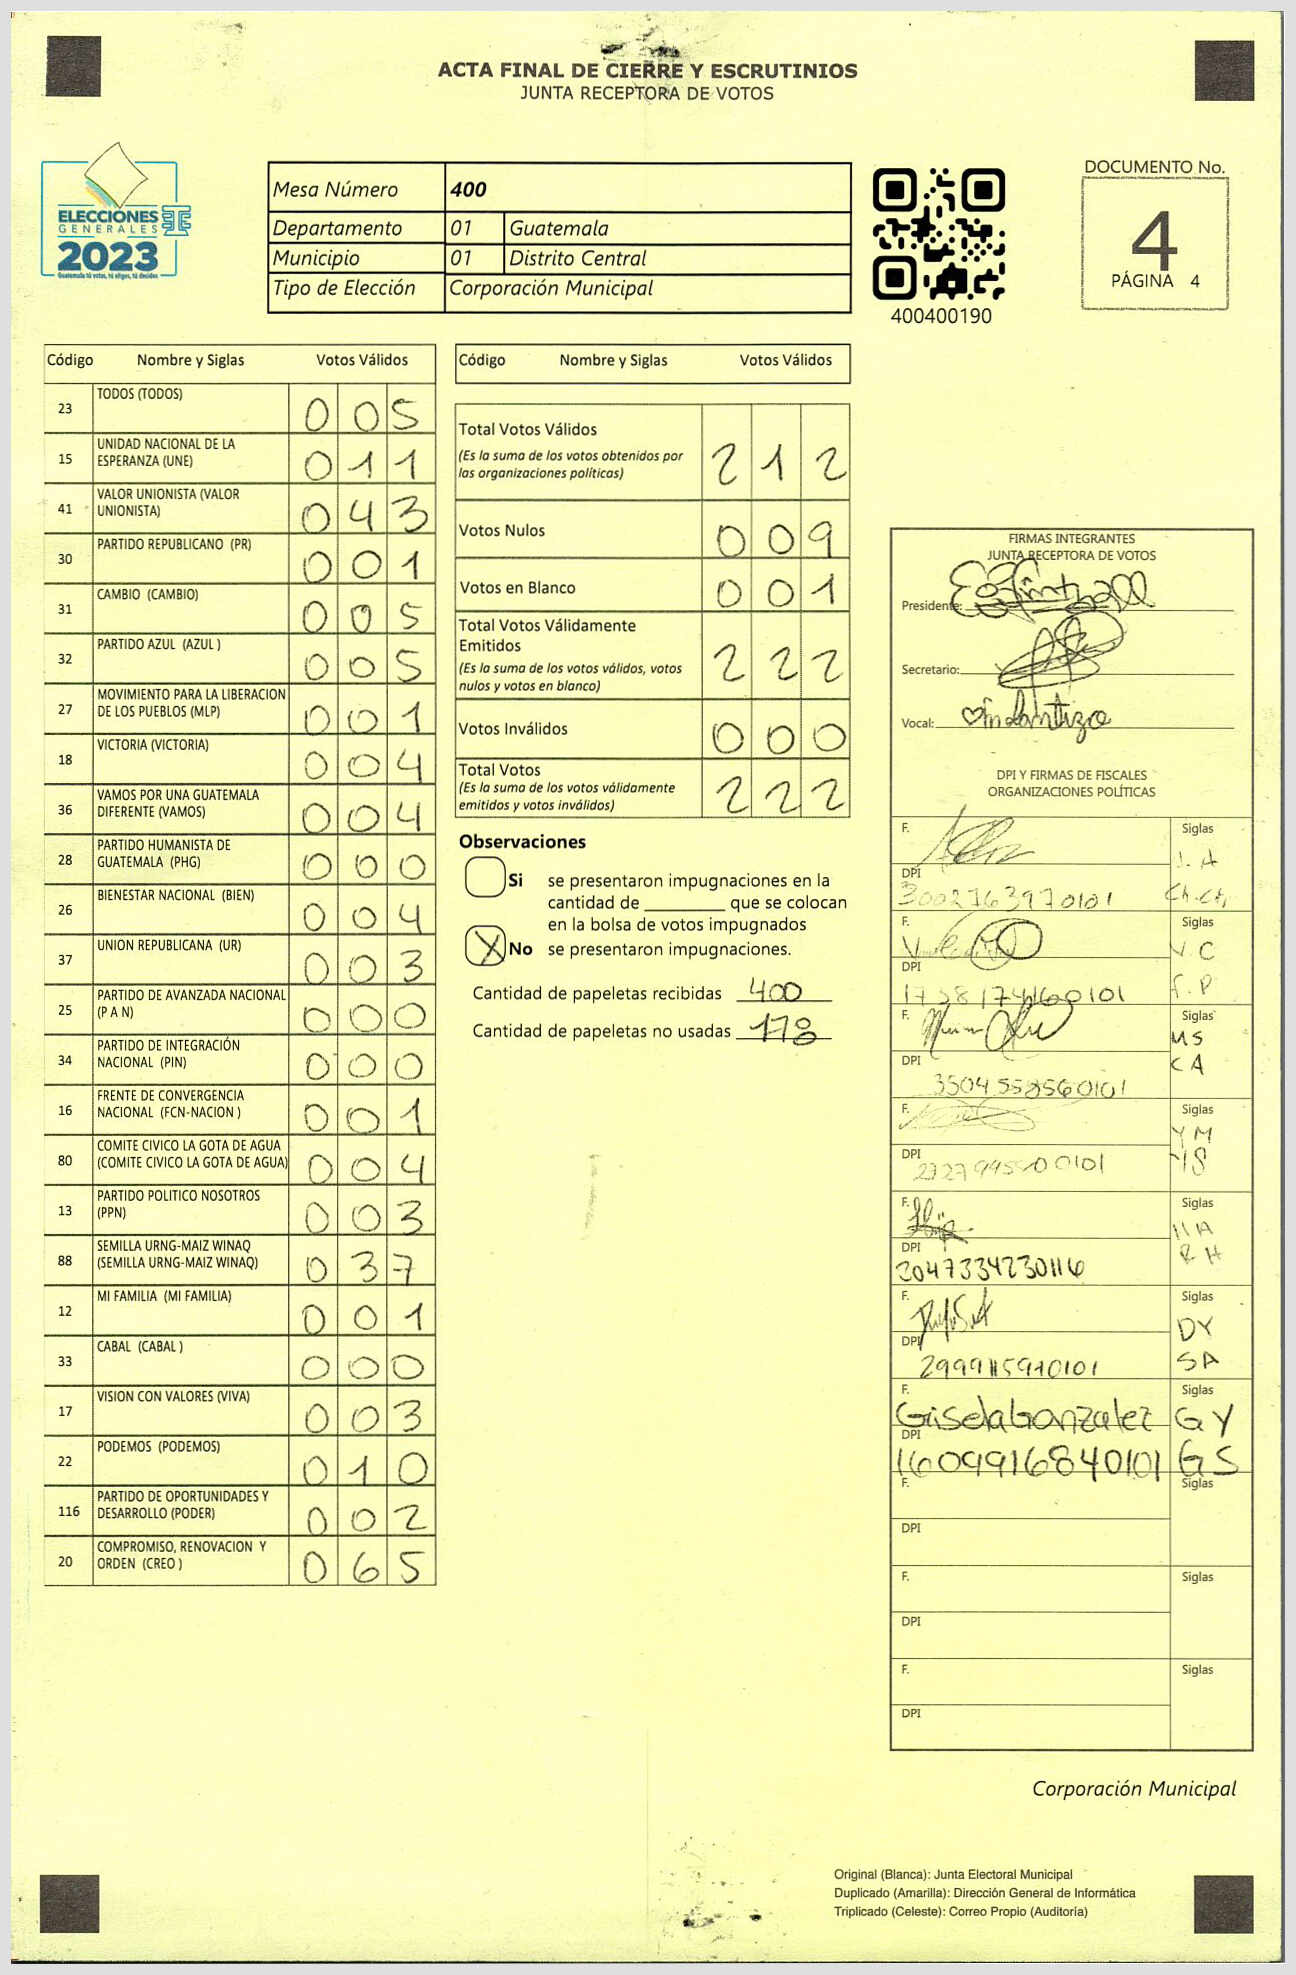 ACTA FINAL DE CIERRE Y ESCRUTINIOS
JUNTA RECEPTORA DE VOTOS
ELECCIONES
GENERALES
2023
Guatemala tú votas, tú eliges, tú decides
Mesa Número 400
Departamento 01 Guatemala
Municipio 01 Distrito Central
Tipo de Elección Corporación Municipal
400400190
DOCUMENTO No.
4
PÁGINA 4
Código Nombre y Siglas Votos Válidos
23 TODOS (TODOS) 0 0 5
15 UNIDAD NACIONAL DE LA ESPERANZA (UNE) 0 1 1
41 VALOR UNIONISTA (VALOR UNIONISTA) 0 4 3
30 PARTIDO REPUBLICANO (PR) 0 0 1
31 CAMBIO (CAMBIO) 0 0 5
32 PARTIDO AZUL (AZUL ) 0 0 5
27 MOVIMIENTO PARA LA LIBERACION DE LOS PUEBLOS (MLP) 0 0 1
18 VICTORIA (VICTORIA) 0 0 4
36 VAMOS POR UNA GUATEMALA DIFERENTE (VAMOS) 0 0 4
28 PARTIDO HUMANISTA DE GUATEMALA (PHG) 0 0 0
26 BIENESTAR NACIONAL (BIEN) 0 0 4
37 UNION REPUBLICANA (UR) 0 0 3
25 PARTIDO DE AVANZADA NACIONAL (P A N) 0 0 0
34 PARTIDO DE INTEGRACIÓN NACIONAL (PIN) 0 0 0
16 FRENTE DE CONVERGENCIA NACIONAL (FCN-NACION ) 0 0 1
80 COMITE CIVICO LA GOTA DE AGUA (COMITE CIVICO LA GOTA DE AGUA) 0 0 4
13 PARTIDO POLITICO NOSOTROS (PPN) 0 0 3
88 SEMILLA URNG-MAIZ WINAQ (SEMILLA URNG-MAIZ WINAQ) 0 3 7
12 MI FAMILIA (MI FAMILIA) 0 0 1
33 CABAL (CABAL ) 0 0 0
17 VISION CON VALORES (VIVA) 0 0 3
22 PODEMOS (PODEMOS) 0 1 0
116 PARTIDO DE OPORTUNIDADES Y DESARROLLO (PODER) 0 0 2
20 COMPROMISO, RENOVACION Y ORDEN (CREO ) 0 6 5
Código Nombre y Siglas Votos Válidos
Total Votos Válidos 2 1 2
(Es la suma de los votos obtenidos por
las organizaciones políticas)
Votos Nulos 0 0 9
Votos en Blanco 0 0 1
Total Votos Válidamente
Emitidos 2 2 2
(Es la suma de los votos válidos, votos
nulos y votos en blanco)
Votos Inválidos 0 0 0
Total Votos 2 2 2
(Es la suma de los votos válidamente
emitidos y votos inválidos)
Observaciones
Si se presentaron impugnaciones en la
cantidad de ________ que se colocan
en la bolsa de votos impugnados
X No se presentaron impugnaciones.
Cantidad de papeletas recibidas 400
Cantidad de papeletas no usadas 178
FIRMAS INTEGRANTES
JUNTA RECEPTORA DE VOTOS
Presidente:
Secretario:
Vocal:
DPI Y FIRMAS DE FISCALES
ORGANIZACIONES POLÍTICAS
F. Siglas
DPI
F. Siglas
V. C
DPI
F. P
F. Siglas
MS
DPI CA
3504558560101
F. Siglas
YM
DPI
F. Siglas
DPI RH
3047334230116
F. Siglas
DY
DPI SA
F. Siglas
Gisela Gonzalez GY
DPI
1609916840101 GS
F. Siglas
DPI
F. Siglas
DPI
F. Siglas
DPI
Corporación Municipal
Original (Blanca): Junta Electoral Municipal
Duplicado (Amarilla): Dirección General de Informática
Triplicado (Celeste): Correo Propio (Auditoría)